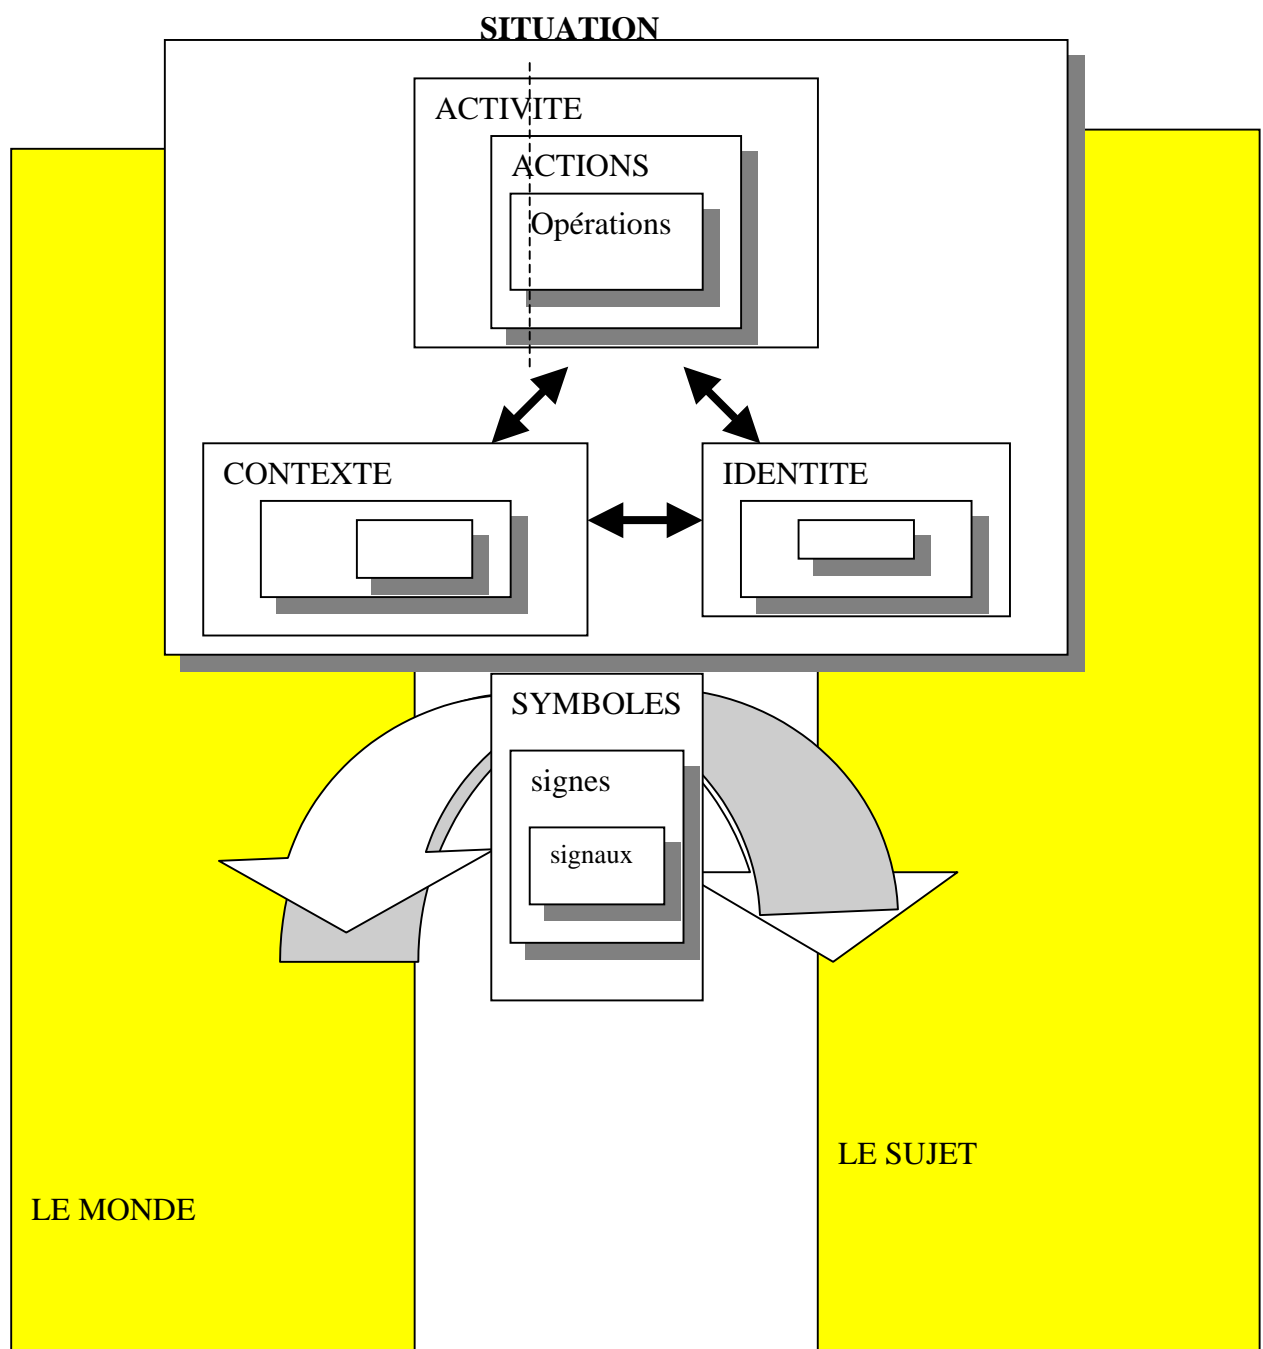 SITUATION
ACTIVITE
ACTIONS
Opérations
CONTEXTE
IDENTITE
SYMBOLES
signes
signaux
LE SUJET
LE MONDE